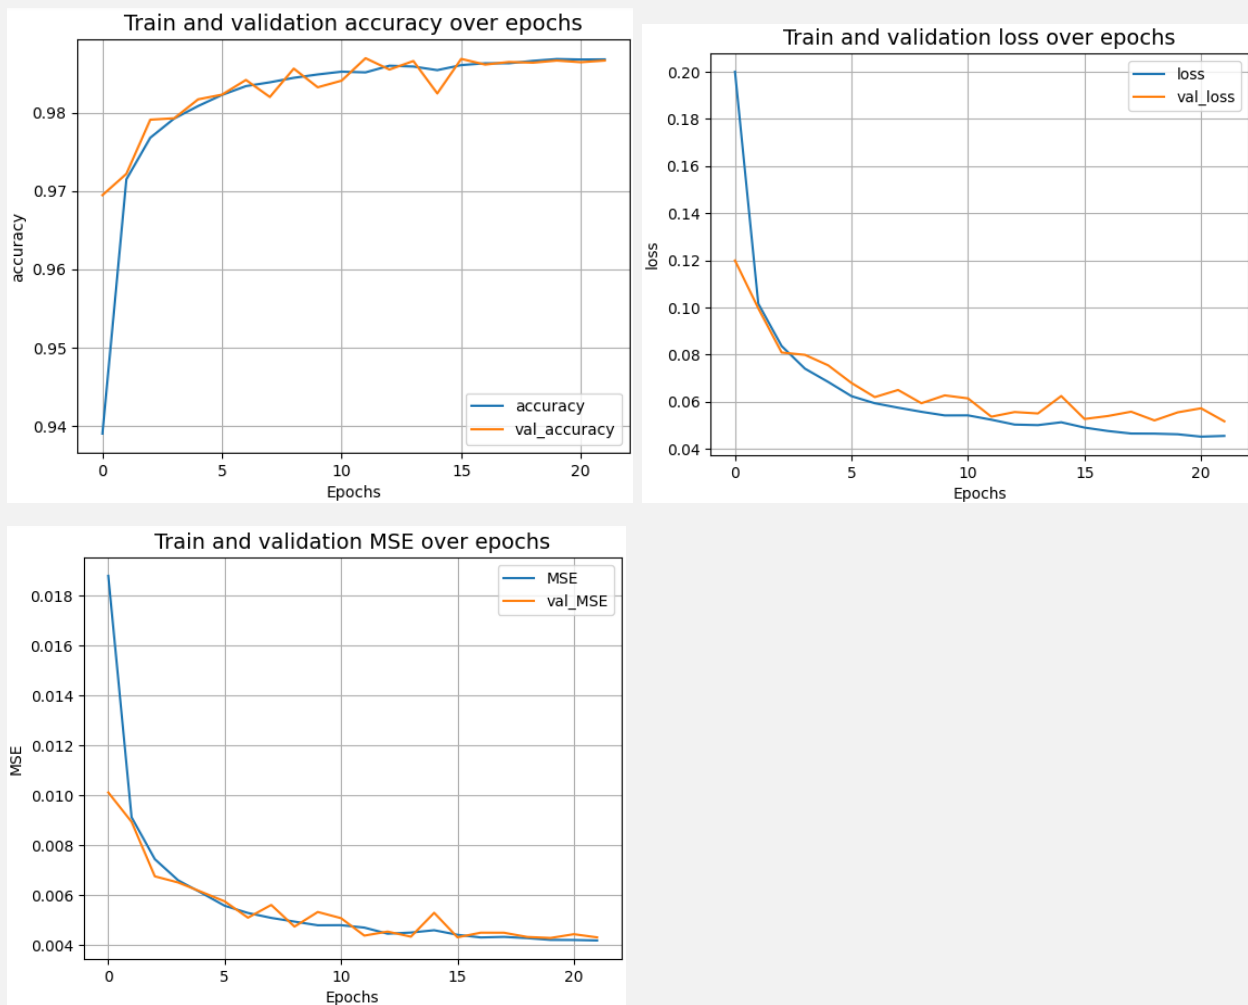 Train and validation accuracy over epochs
0.98
0.97
0.96
0.95
0.94
accuracy
accuracy
val_accuracy
0 5 10 15 20
Epochs
Train and validation loss over epochs
0.20
0.18
0.16
0.14
0.12
0.10
0.08
0.06
0.04
loss
loss
val_loss
0 5 10 15 20
Epochs
Train and validation MSE over epochs
0.018
0.016
0.014
0.012
0.010
0.008
0.006
0.004
MSE
MSE
val_MSE
0 5 10 15 20
Epochs